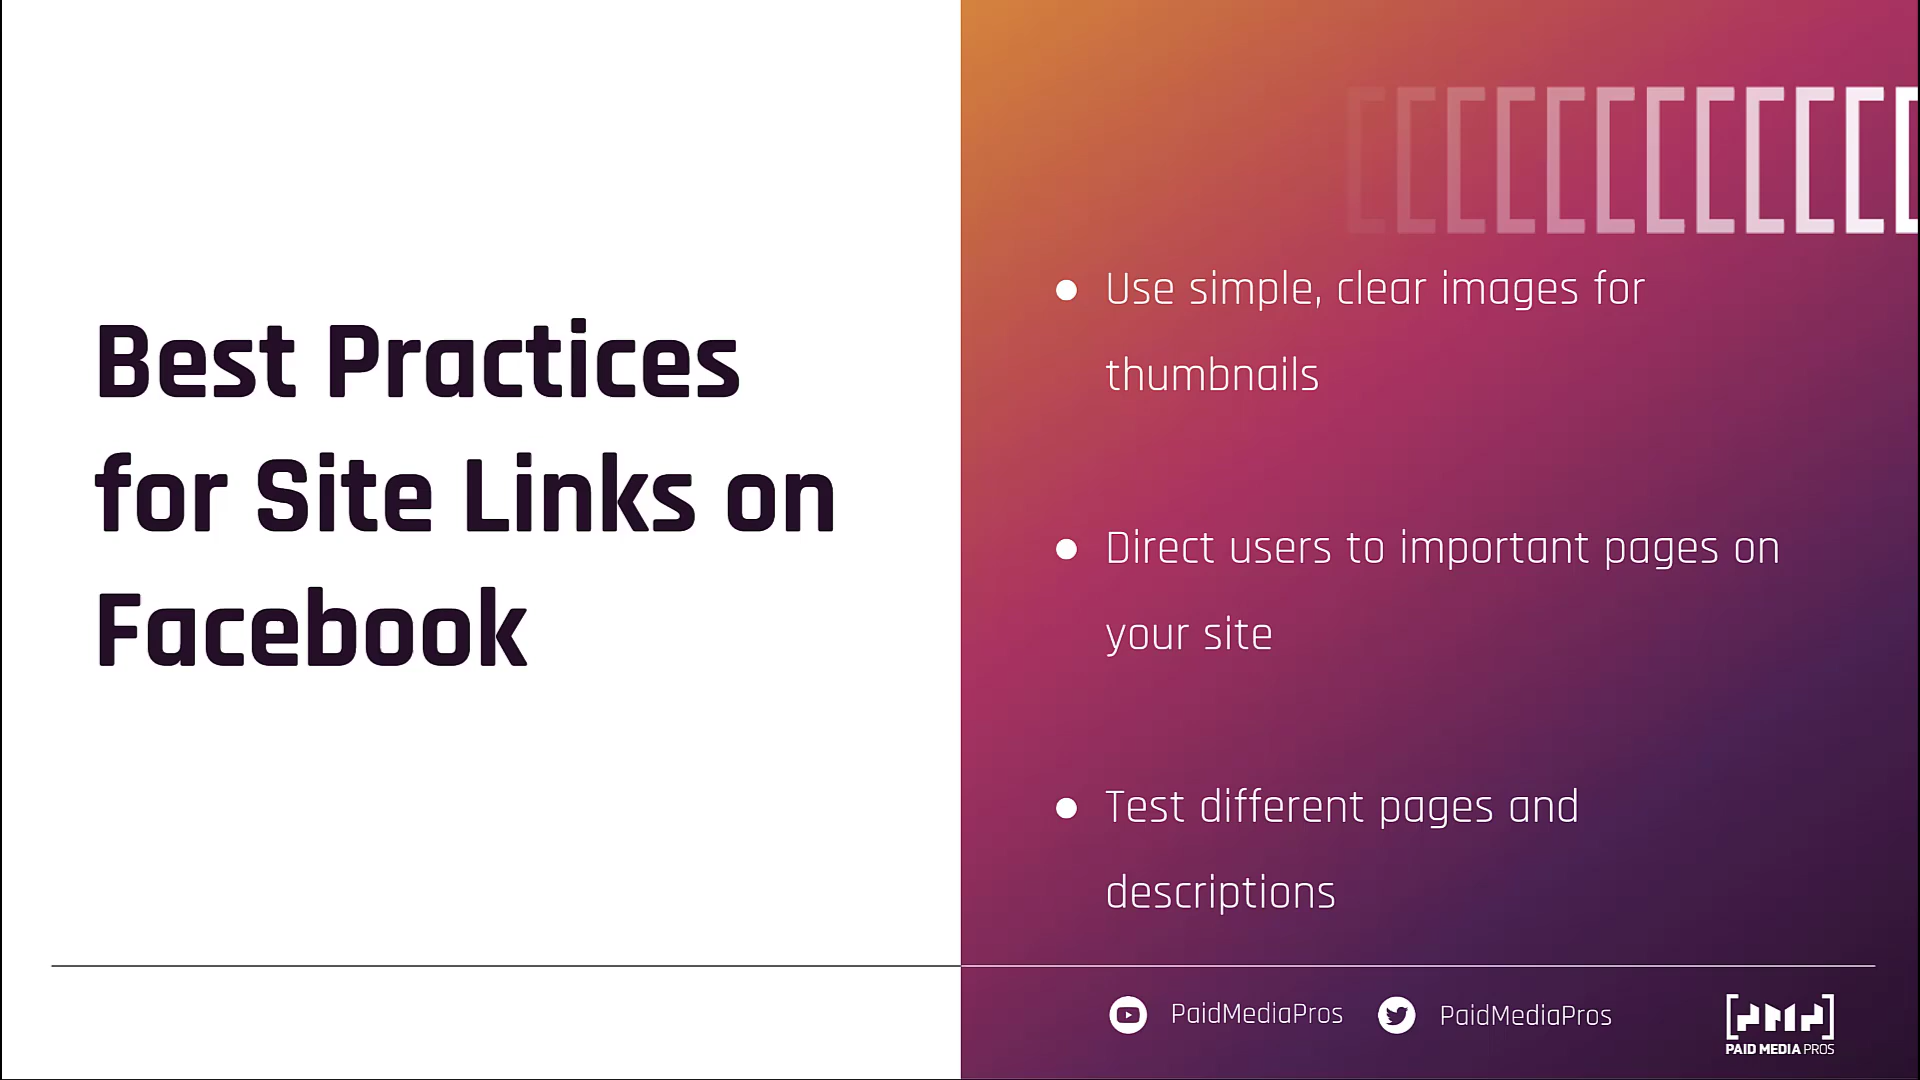 Best Practices
for Site Links on
Facebook
Use simple, clear images for
thumbnails
Direct users to important pages on
your site
Test different pages and
descriptions
PaidMediaPros
PaidMediaPros
PMP
PAID MEDIA PROS